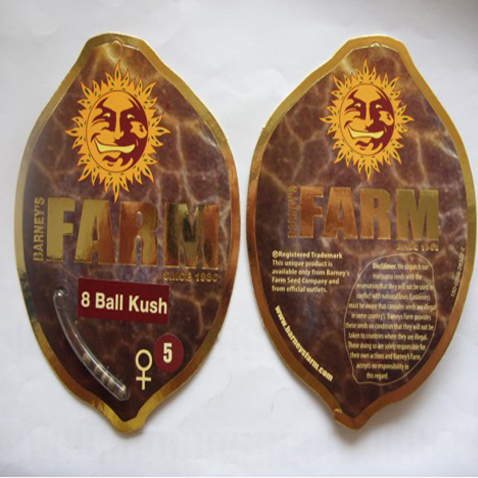 BARNEY'S
FARM
SINCE 1980
8 Ball Kush
5
BARNEY'S
FARM
SINCE 1980
©Registered Trademark
This unique product is
available only from Barney's
Farm Seed Company and
from official outlets.
www.barneysfarm.com
Disclaimer. We dispatch our
marijuana seeds with the
reservation that they will not be used in
conflict with national laws. Customers
must be aware that cannabis seeds are illegal
in some country's. Barneys Farm provides
these seeds on condition that they will not be
taken to countries where they are illegal.
Those doing so are solely responsible for
their own actions and Barney's Farm,
accepts no responsibility in
this regard.